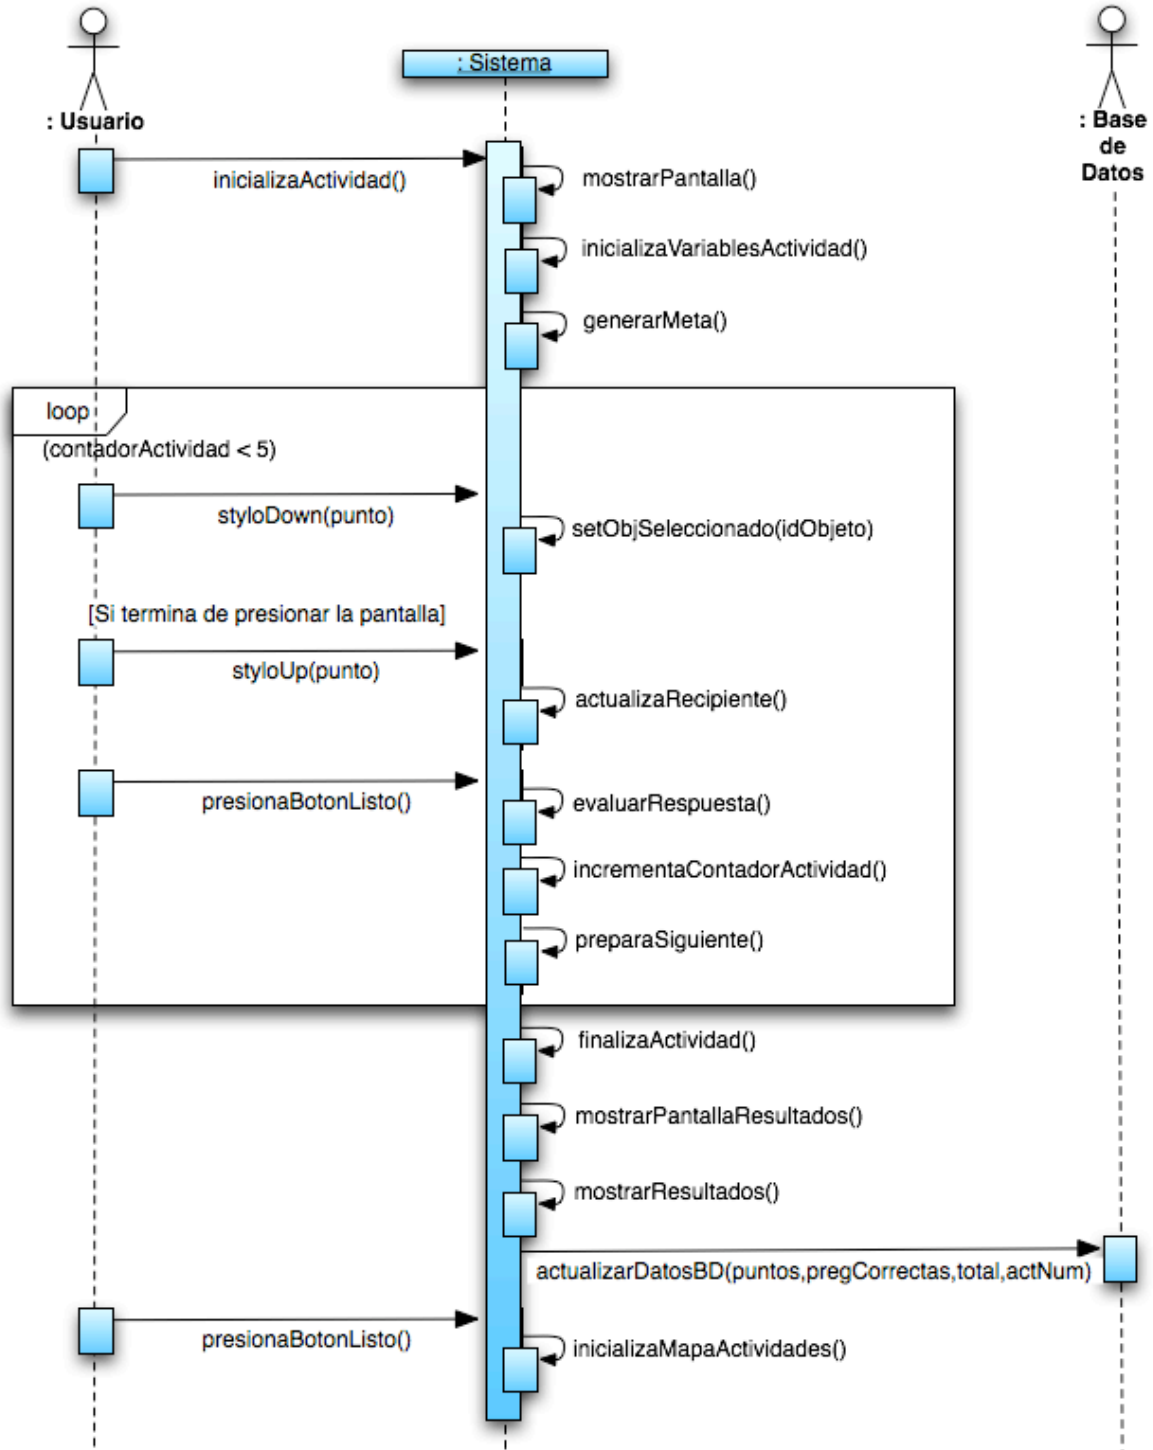 : Sistema
: Usuario
: Base
de
Datos
inicializaActividad()
mostrarPantalla()
inicializaVariablesActividad()
generarMeta()
loop
(contadorActividad < 5)
styloDown(punto)
setObjSeleccionado(idObjeto)
[Si termina de presionar la pantalla]
styloUp(punto)
actualizaRecipiente()
presionaBotonListo()
evaluarRespuesta()
incrementaContadorActividad()
preparaSiguiente()
finalizaActividad()
mostrarPantallaResultados()
mostrarResultados()
actualizarDatosBD(puntos,pregCorrectas,total,actNum)
presionaBotonListo()
inicializaMapaActividades()